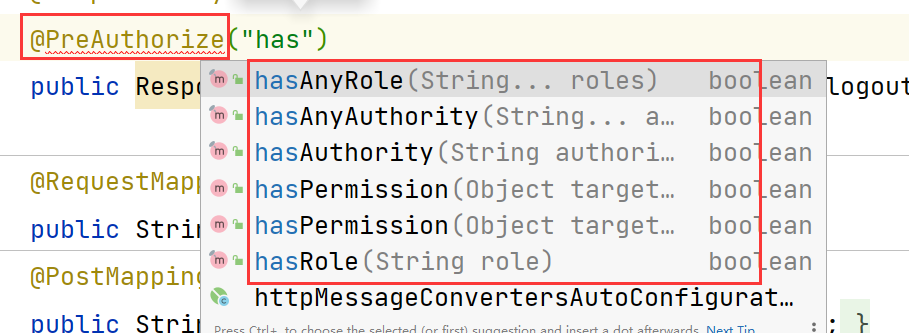 @PreAuthorize("has")
public Respo logout
hasAnyRole(String... roles) boolean
hasAnyAuthority(String... a… boolean
hasAuthority(String authori… boolean
@RequestMapp
hasPermission(Object target… boolean
public Strin
hasPermission(Object target… boolean
@PostMapping
hasRole(String role) boolean
httpMessageConvertersAutoConfigurat…
public Strin ; }
Press Ctrl+. to choose the selected (or first) suggestion and insert a dot afterwards Next Tip